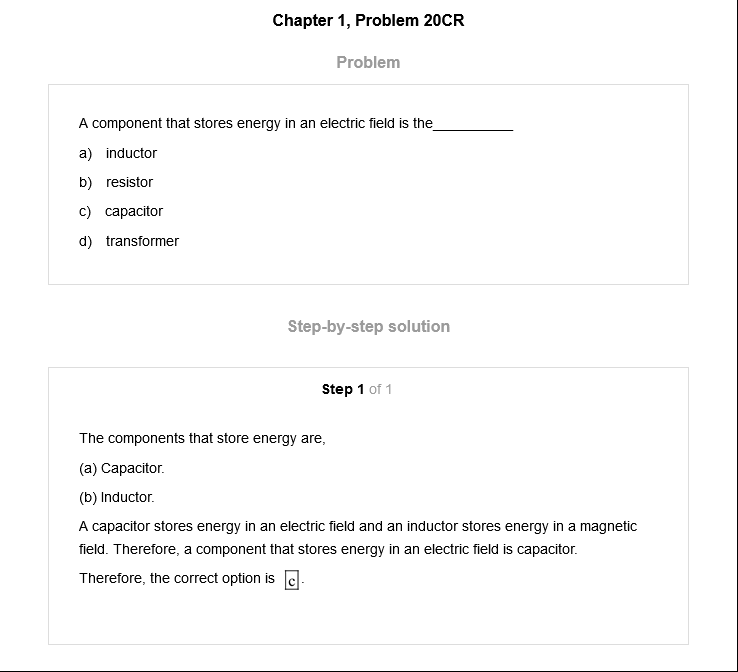 Chapter 1, Problem 20CR
Problem
A component that stores energy in an electric field is the__________
a) inductor
b) resistor
c) capacitor
d) transformer
Step-by-step solution
Step 1 of 1
The components that store energy are,
(a) Capacitor.
(b) Inductor.
A capacitor stores energy in an electric field and an inductor stores energy in a magnetic
field. Therefore, a component that stores energy in an electric field is capacitor.
Therefore, the correct option is c.